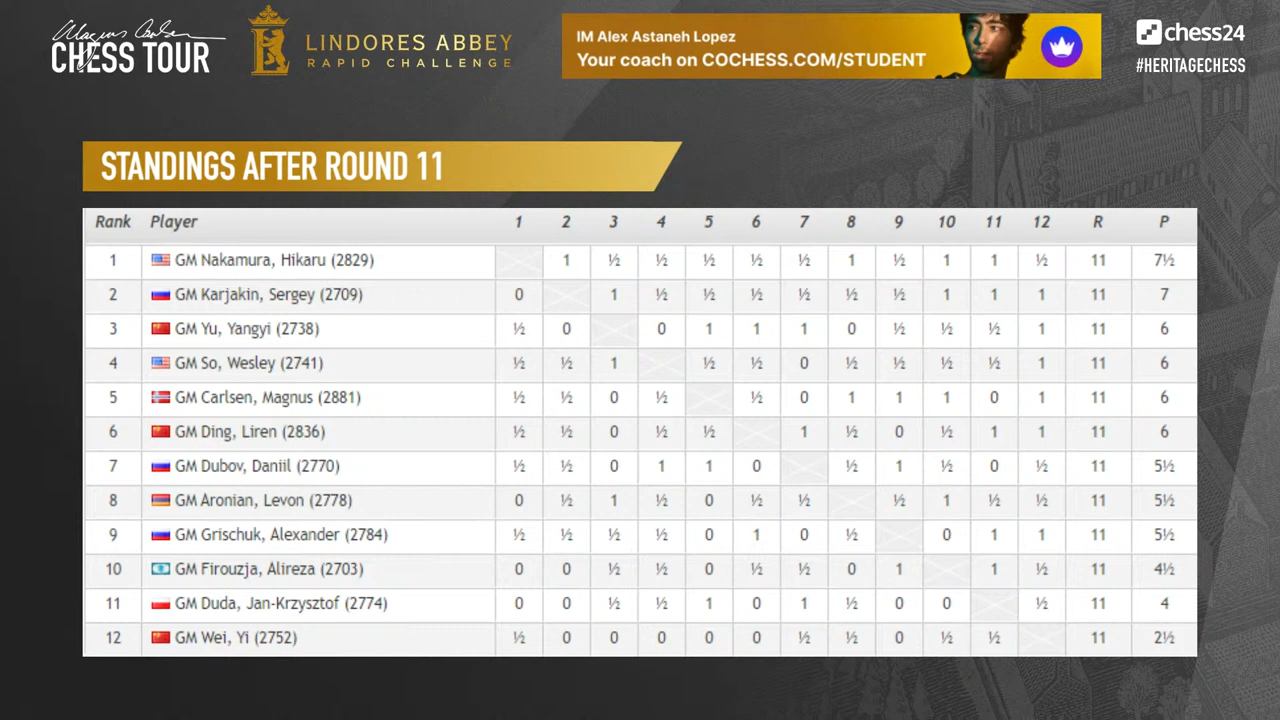 Magnus Carlsen
CHESS TOUR
LINDORES ABBEY
RAPID CHALLENGE
IM Alex Astaneh Lopez
Your coach on COCHESS.COM/STUDENT
chess24
#HERITAGECHESS
STANDINGS AFTER ROUND 11
Rank Player 1 2 3 4 5 6 7 8 9 10 11 12 R P
1 GM Nakamura, Hikaru (2829) 1 ½ ½ ½ ½ ½ 1 ½ 1 1 ½ 11 7½
2 GM Karjakin, Sergey (2709) 0 1 ½ ½ ½ ½ ½ ½ 1 1 1 11 7
3 GM Yu, Yangyi (2738) ½ 0 0 1 1 1 0 ½ ½ ½ 1 11 6
4 GM So, Wesley (2741) ½ ½ 1 ½ ½ 0 ½ ½ ½ ½ 1 11 6
5 GM Carlsen, Magnus (2881) ½ ½ 0 ½ ½ 0 1 1 1 0 1 11 6
6 GM Ding, Liren (2836) ½ ½ 0 ½ ½ 1 ½ 0 ½ 1 1 11 6
7 GM Dubov, Daniil (2770) ½ ½ 0 1 1 0 ½ 1 ½ 0 ½ 11 5½
8 GM Aronian, Levon (2778) 0 ½ 1 ½ 0 ½ ½ ½ 1 ½ ½ 11 5½
9 GM Grischuk, Alexander (2784) ½ ½ ½ ½ 0 1 0 ½ 0 1 1 11 5½
10 GM Firouzja, Alireza (2703) 0 0 ½ ½ 0 ½ ½ 0 1 1 ½ 11 4½
11 GM Duda, Jan-Krzysztof (2774) 0 0 ½ ½ 1 0 1 ½ 0 0 ½ 11 4
12 GM Wei, Yi (2752) ½ 0 0 0 0 0 ½ ½ 0 ½ ½ 11 2½